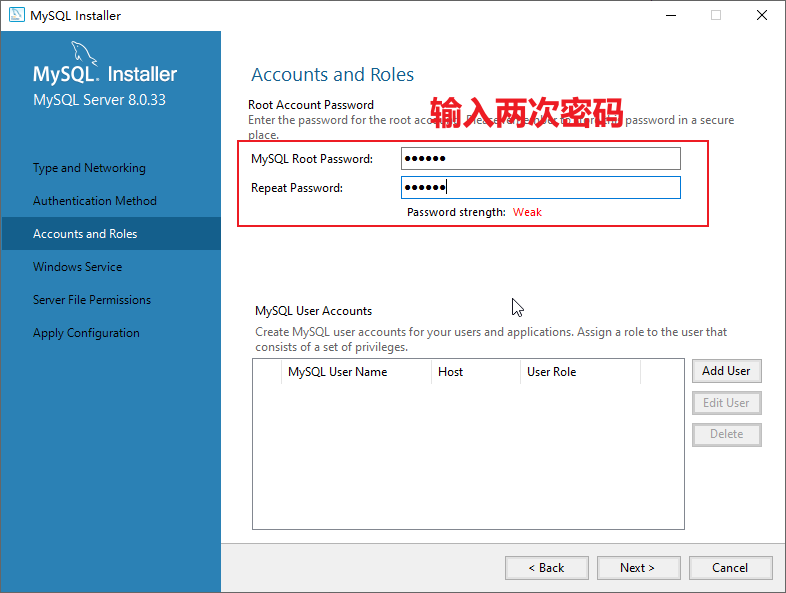 MySQL Installer
MySQL. Installer
MySQL Server 8.0.33
Type and Networking
Authentication Method
Accounts and Roles
Windows Service
Server File Permissions
Apply Configuration
Accounts and Roles
Root Account Password
输入两次密码
Enter the password for the root password in a secure
place.
MySQL Root Password: ●●●●●●
Repeat Password: ●●●●●●
Password strength: Weak
MySQL User Accounts
Create MySQL user accounts for your users and applications. Assign a role to the user that
consists of a set of privileges.
MySQL User Name Host User Role
Add User
Edit User
Delete
< Back Next > Cancel